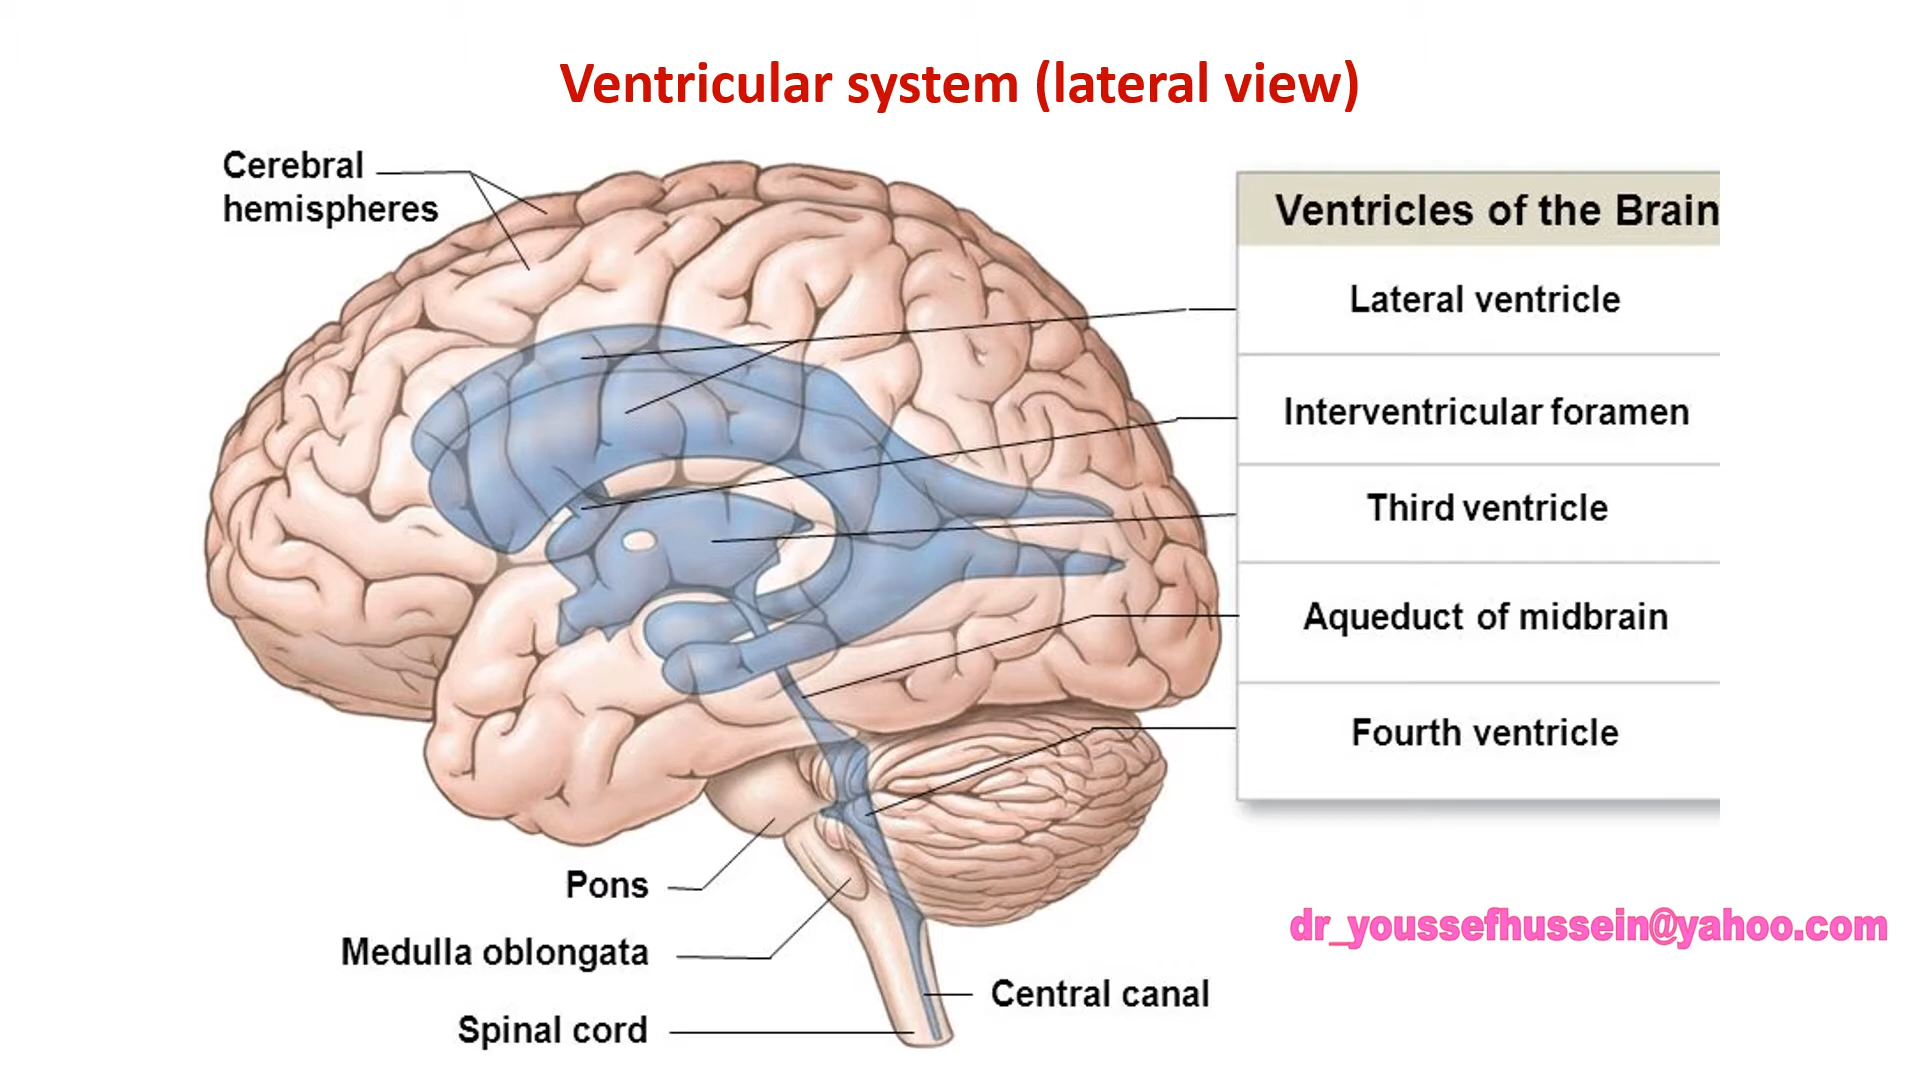 Ventricular system (lateral view)
Cerebral
hemispheres
Ventricles of the Brain
Lateral ventricle
Interventricular foramen
Third ventricle
Aqueduct of midbrain
Fourth ventricle
Pons
Medulla oblongata
Spinal cord
Central canal
dr_youssefhussein@yahoo.com